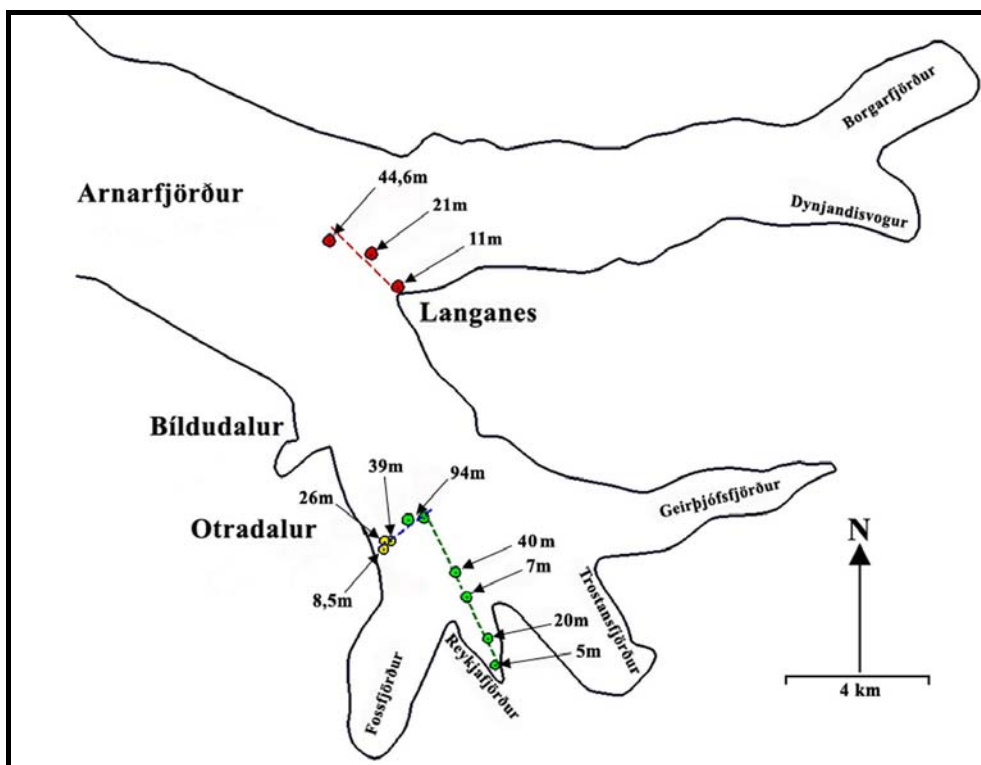 Borgarfjörður
44,6m
Arnarfjörður
21m
Dynjandisvogur
11m
Langanes
Bíldudalur
39m
94m
26m
Geirþjófsfjörður
Otradalur
N
40 m
7m
Trostansfjörður
8,5m
20m
Reykjafjörður
5m
4 km
Fossfjörður